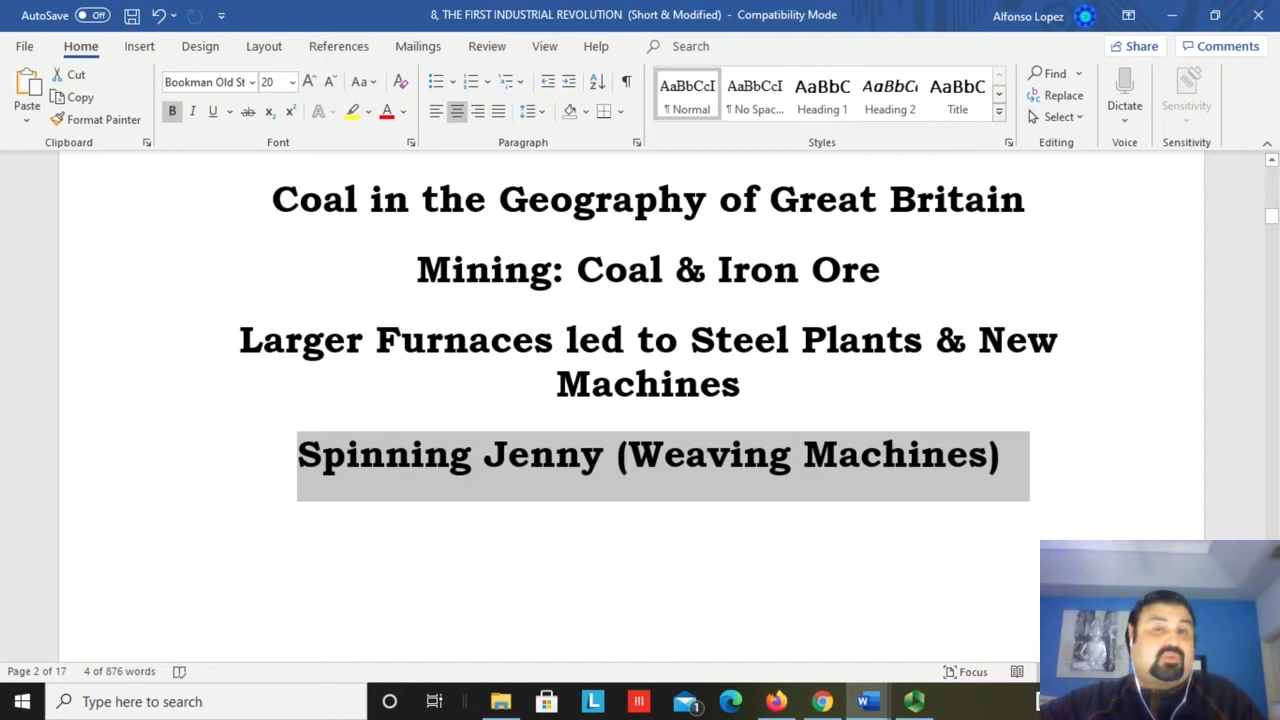 AutoSave Off 8, THE FIRST INDUSTRIAL REVOLUTION (Short & Modified) - Compatibility Mode Alfonso Lopez
File Home Insert Design Layout References Mailings Review View Help Search Share Comments
Paste Cut Copy Format Painter
Bookman Old St 20 Aa
AaBbCcI AaBbCcI AaBbC AaBbCc AaBbC
¶ Normal ¶ No Spac... Heading 1 Heading 2 Title
Find Replace Select Dictate Sensitivity
Clipboard Font Paragraph Styles Editing Voice Sensitivity
Coal in the Geography of Great Britain
Mining: Coal & Iron Ore
Larger Furnaces led to Steel Plants & New
Machines
Spinning Jenny (Weaving Machines)
Page 2 of 17 4 of 876 words Focus
Type here to search